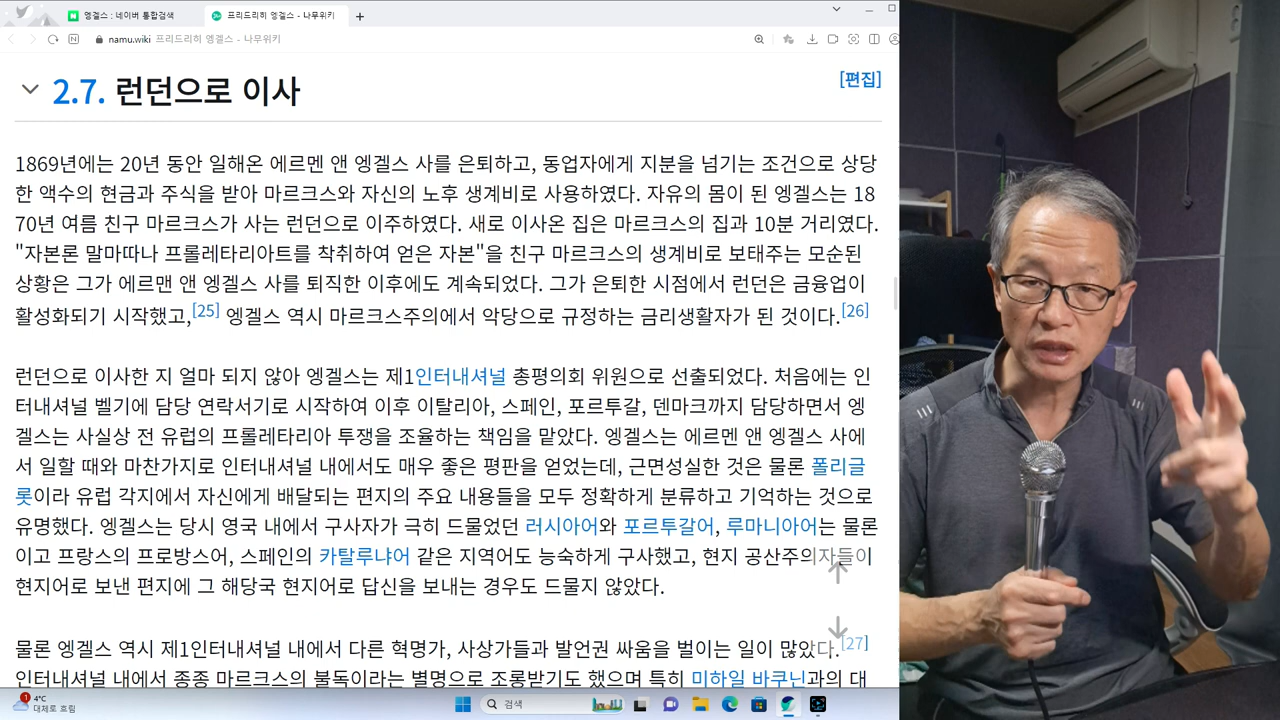 엥겔스 : 네이버 통합검색
프리드리히 엥겔스 - 나무위키
namu.wiki 프리드리히 엥겔스 - 나무위키
2.7. 런던으로 이사
[편집]
1869년에는 20년 동안 일해온 에르멘 앤 엥겔스 사를 은퇴하고, 동업자에게 지분을 넘기는 조건으로 상당
한 액수의 현금과 주식을 받아 마르크스와 자신의 노후 생계비로 사용하였다. 자유의 몸이 된 엥겔스는 18
70년 여름 친구 마르크스가 사는 런던으로 이주하였다. 새로 이사온 집은 마르크스의 집과 10분 거리였다.
"자본론 말마따나 프롤레타리아트를 착취하여 얻은 자본"을 친구 마르크스의 생계비로 보태주는 모순된
상황은 그가 에르맨 앤 엥겔스 사를 퇴직한 이후에도 계속되었다. 그가 은퇴한 시점에서 런던은 금융업이
활성화되기 시작했고,[25] 엥겔스 역시 마르크스주의에서 악당으로 규정하는 금리생활자가 된 것이다.[26]
런던으로 이사한 지 얼마 되지 않아 엥겔스는 제1인터내셔널 총평의회 위원으로 선출되었다. 처음에는 인
터내셔널 벨기에 담당 연락서기로 시작하여 이후 이탈리아, 스페인, 포르투갈, 덴마크까지 담당하면서 엥
겔스는 사실상 전 유럽의 프롤레타리아 투쟁을 조율하는 책임을 맡았다. 엥겔스는 에르멘 앤 엥겔스 사에
서 일할 때와 마찬가지로 인터내셔널 내에서도 매우 좋은 평판을 얻었는데, 근면성실한 것은 물론 폴리글
롯이라 유럽 각지에서 자신에게 배달되는 편지의 주요 내용들을 모두 정확하게 분류하고 기억하는 것으로
유명했다. 엥겔스는 당시 영국 내에서 구사자가 극히 드물었던 러시아어와 포르투갈어, 루마니아어는 물론
이고 프랑스의 프로방스어, 스페인의 카탈루냐어 같은 지역어도 능숙하게 구사했고, 현지 공산주의자들이
현지어로 보낸 편지에 그 해당국 현지어로 답신을 보내는 경우도 드물지 않았다.
물론 엥겔스 역시 제1인터내셔널 내에서 다른 혁명가, 사상가들과 발언권 싸움을 벌이는 일이 많았다.[27]
인터내셔널 내에서 종종 마르크스의 불독이라는 별명으로 조롱받기도 했으며 특히 미하일 바쿠닌과의 대
1
4°C
대체로 흐림
검색